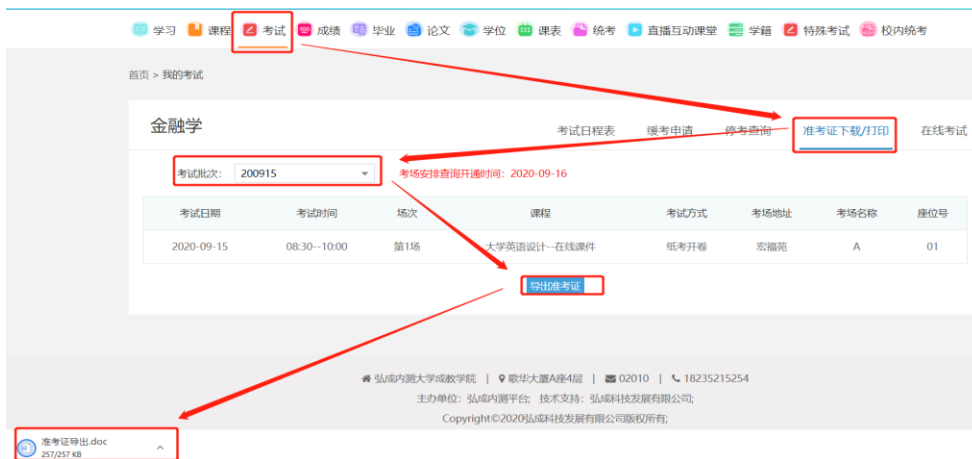 学习 课程 考试 成绩 毕业 论文 学位 课表 统考 直播互动课堂 学籍 特殊考试 校内统考
首页 > 我的考试
金融学
考试日程表 缓考申请 停考查询 准考证下载/打印 在线考试
考试批次: 200915 考场安排查询开通时间: 2020-09-16
考试日期 考试时间 场次 课程 考试方式 考场地址 考场名称 座位号
2020-09-15 08:30--10:00 第1场 大学英语设计--在线课件 纸考开卷 宏福苑 A 01
导出准考证
弘成内测大学成教学院 | 歌华大厦A座4层 | 02010 | 18235215254
主办单位: 弘成内测平台; 技术支持: 弘成科技发展有限公司;
Copyright©2020弘成科技发展有限公司版权所有;
准考证导出.doc
257/257 KB